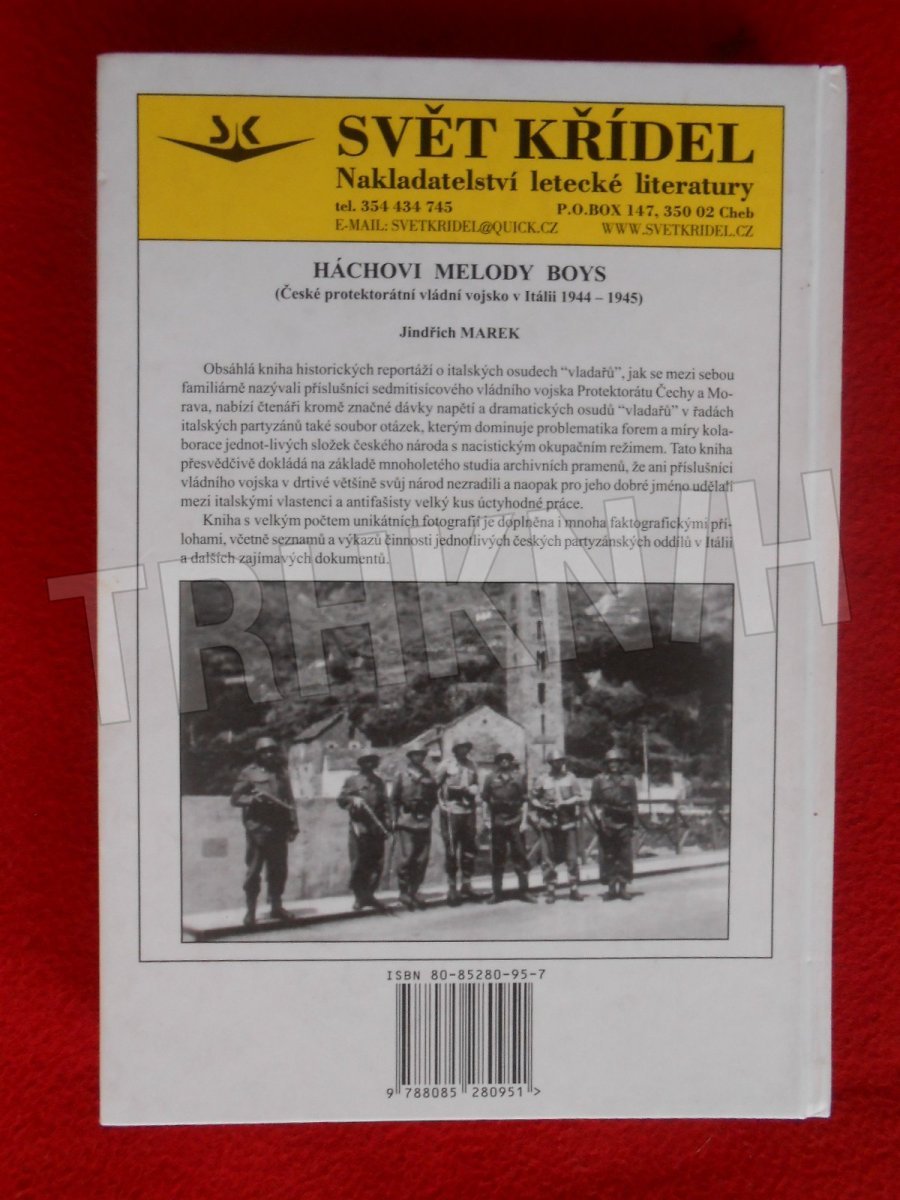 SK
SVĚT KŘÍDEL
Nakladatelství letecké literatury
tel. 354 434 745 P.O.BOX 147, 350 02 Cheb
E-MAIL: SVETKRIDEL@QUICK.CZ WWW.SVETKRIDEL.CZ
HÁCHOVI MELODY BOYS
(České protektorátní vládní vojsko v Itálii 1944 – 1945)
Jindřich MAREK
Obsáhlá kniha historických reportáží o italských osudech “vladařů”, jak se mezi sebou
familiárně nazývali příslušníci sedmitisícového vládního vojska Protektorátu Čechy a Mo-
rava, nabízí čtenáři kromě značné dávky napětí a dramatických osudů “vladařů” v řadách
italských partyzánů také soubor otázek, kterým dominuje problematika forem a míry kola-
borace jednot-livých složek českého národa s nacistickým okupačním režimem. Tato kniha
přesvědčivě dokládá na základě mnoholetého studia archivních pramenů, že ani příslušníci
vládního vojska v drtivé většině svůj národ nezradili a naopak pro jeho dobré jméno udělali
mezi italskými vlastenci a antifašisty velký kus úctyhodné práce.
Kniha s velkým počtem unikátních fotografií je doplněna i mnoha faktografickými pří-
lohami, včetně seznamů a výkazů činnosti jednotlivých českých partyzánských oddílů v Itálii
a dalších zajímavých dokumentů.
TRHKNIH
ISBN 80-85280-95-7
9 788085 280951 >